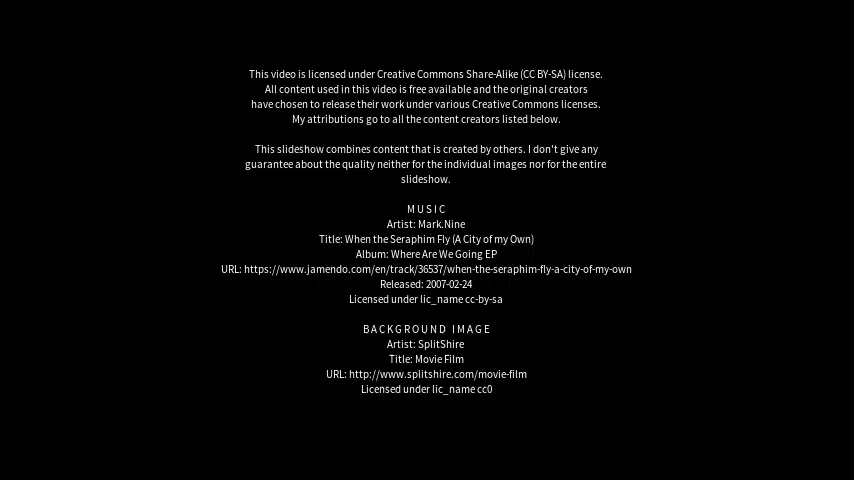 This video is licensed under Creative Commons Share-Alike (CC BY-SA) license.
All content used in this video is free available and the original creators
have chosen to release their work under various Creative Commons licenses.
My attributions go to all the content creators listed below.
This slideshow combines content that is created by others. I don't give any
guarantee about the quality neither for the individual images nor for the entire
slideshow.
MUSIC
Artist: Mark.Nine
Title: When the Seraphim Fly (A City of my Own)
Album: Where Are We Going EP
URL: https://www.jamendo.com/en/track/36537/when-the-seraphim-fly-a-city-of-my-own
Released: 2007-02-24
Licensed under lic_name cc-by-sa
BACKGROUND IMAGE
Artist: SplitShire
Title: Movie Film
URL: http://www.splitshire.com/movie-film
Licensed under lic_name cc0